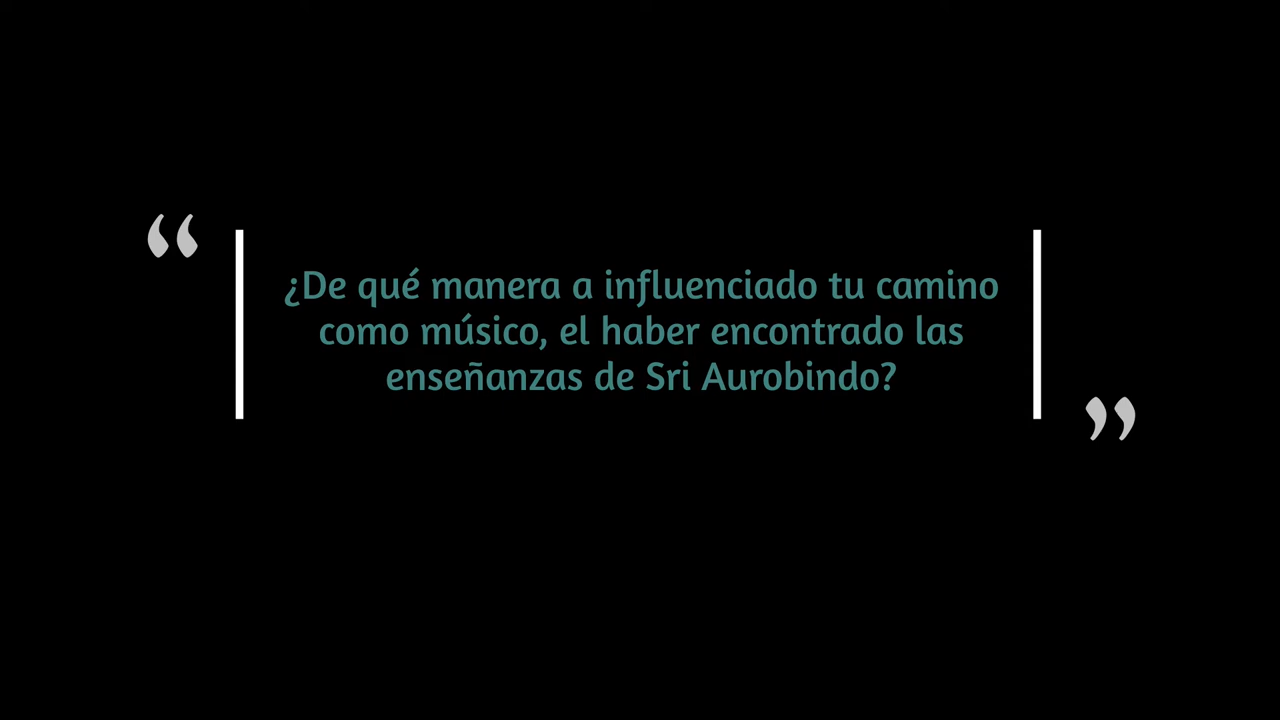 “
¿De qué manera a influenciado tu camino
como músico, el haber encontrado las
enseñanzas de Sri Aurobindo?
”